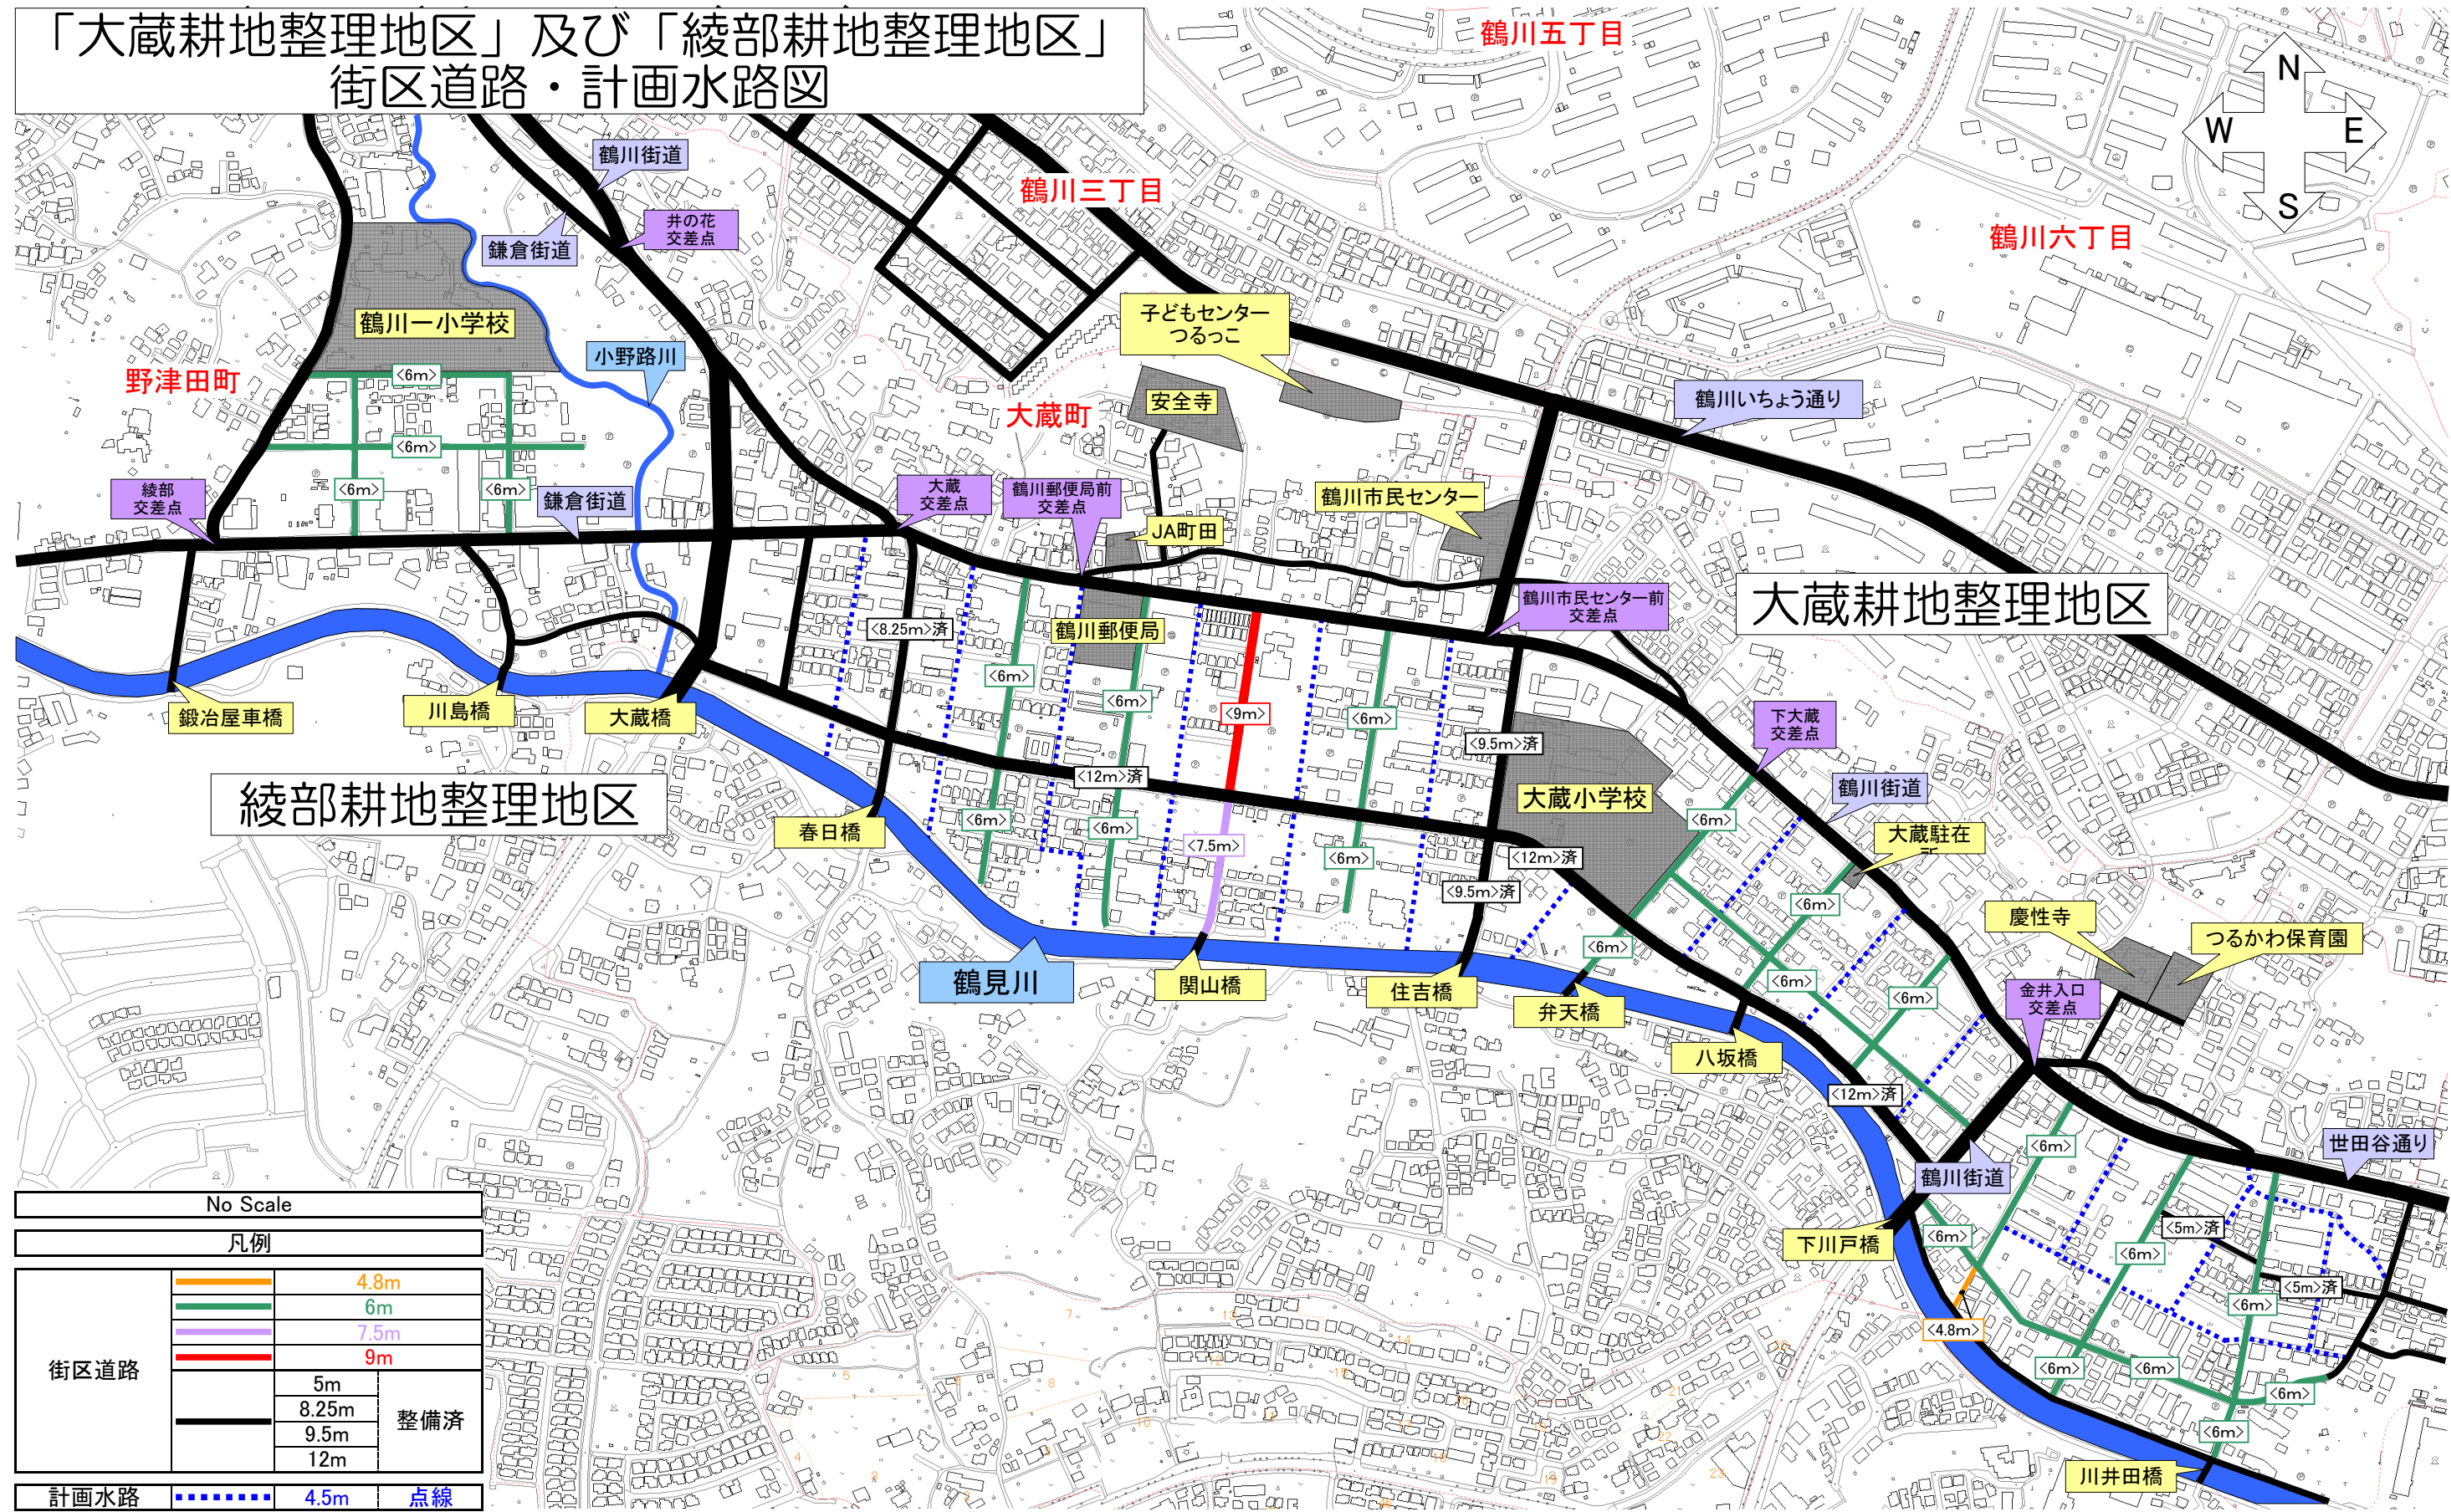 「大蔵耕地整理地区」及び「綾部耕地整理地区」
街区道路・計画水路図
鶴川五丁目
N
W
E
S
鶴川街道
鶴川三丁目
井の花
交差点
鎌倉街道
鶴川六丁目
子どもセンター
つるっこ
鶴川一小学校
小野路川
野津田町
<6m>
安全寺
鶴川いちょう通り
大蔵町
<6m>
綾部
交差点
<6m>
<6m>
鎌倉街道
大蔵
交差点
鶴川郵便局前
交差点
鶴川市民センター
JA町田
鶴川市民センター前
交差点
大蔵耕地整理地区
<8.25m>済
鶴川郵便局
<6m>
<6m>
<9m>
<6m>
鍛冶屋車橋
川島橋
大蔵橋
下大蔵
交差点
<9.5m>済
<12m>済
綾部耕地整理地区
大蔵小学校
鶴川街道
春日橋
<6m>
<6m>
<6m>
大蔵駐在
<7.5m>
<6m>
<12m>済
<9.5m>済
<6m>
慶性寺
つるかわ保育園
<6m>
鶴見川
関山橋
住吉橋
<6m>
<6m>
金井入口
交差点
弁天橋
八坂橋
<12m>済
<6m>
世田谷通り
鶴川街道
下川戸橋
<6m>
<5m>済
<6m>
<5m>済
<6m>
<4.8m>
<6m>
<6m>
<6m>
<6m>
川井田橋
No Scale
凡例
街区道路
4.8m
6m
7.5m
9m
5m
8.25m
9.5m
12m
整備済
計画水路
4.5m
点線